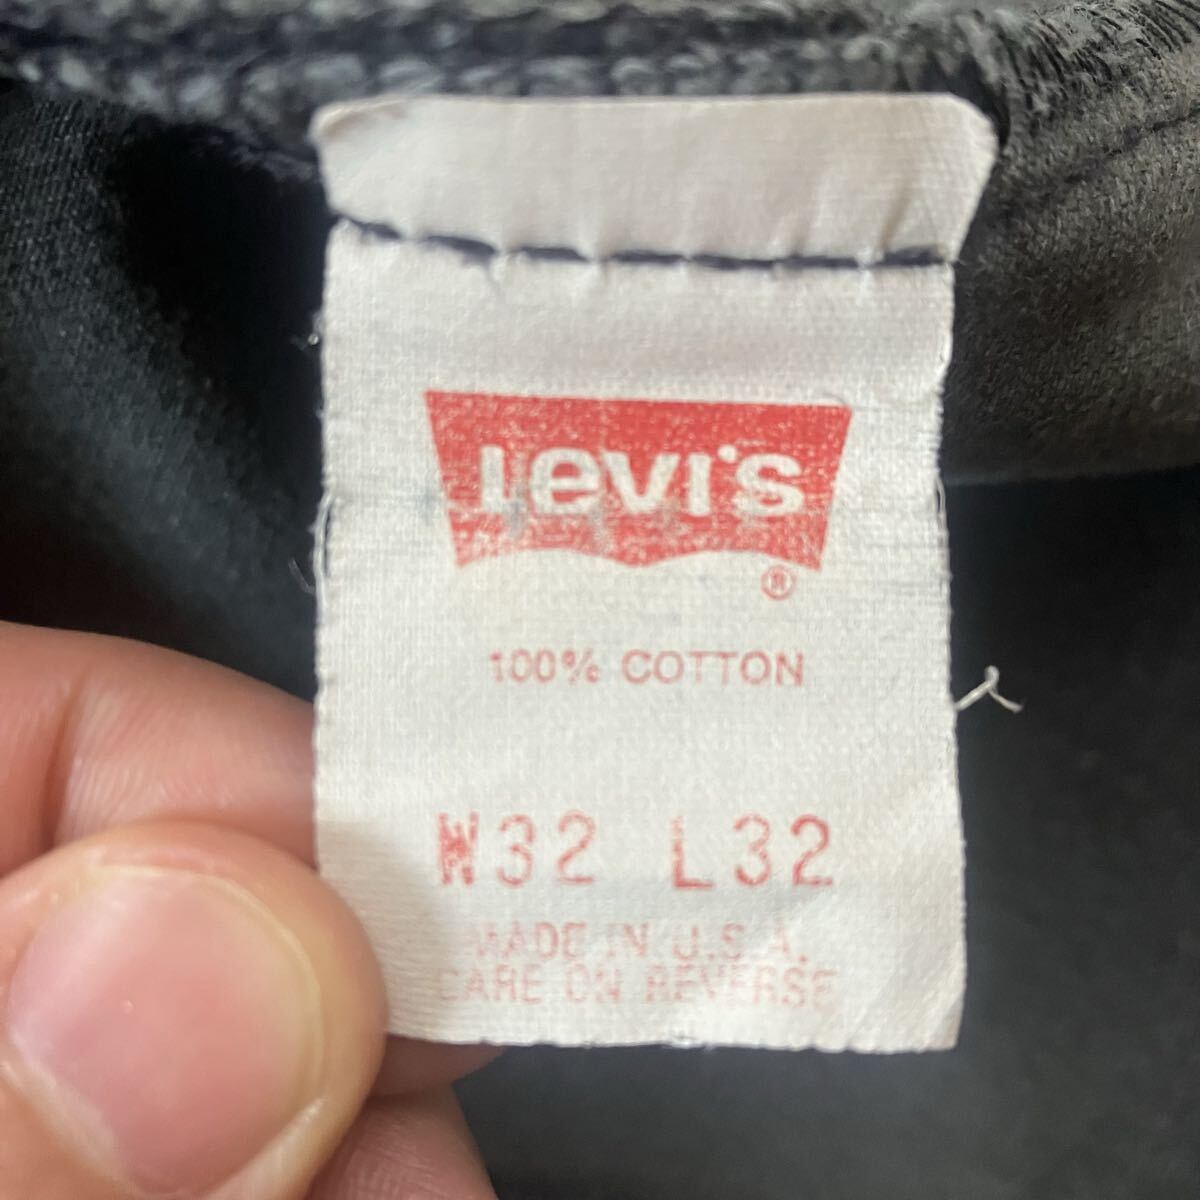 Levi's
®
100% COTTON
W32 L32
MADE IN U.S.A.
CARE ON REVERSE